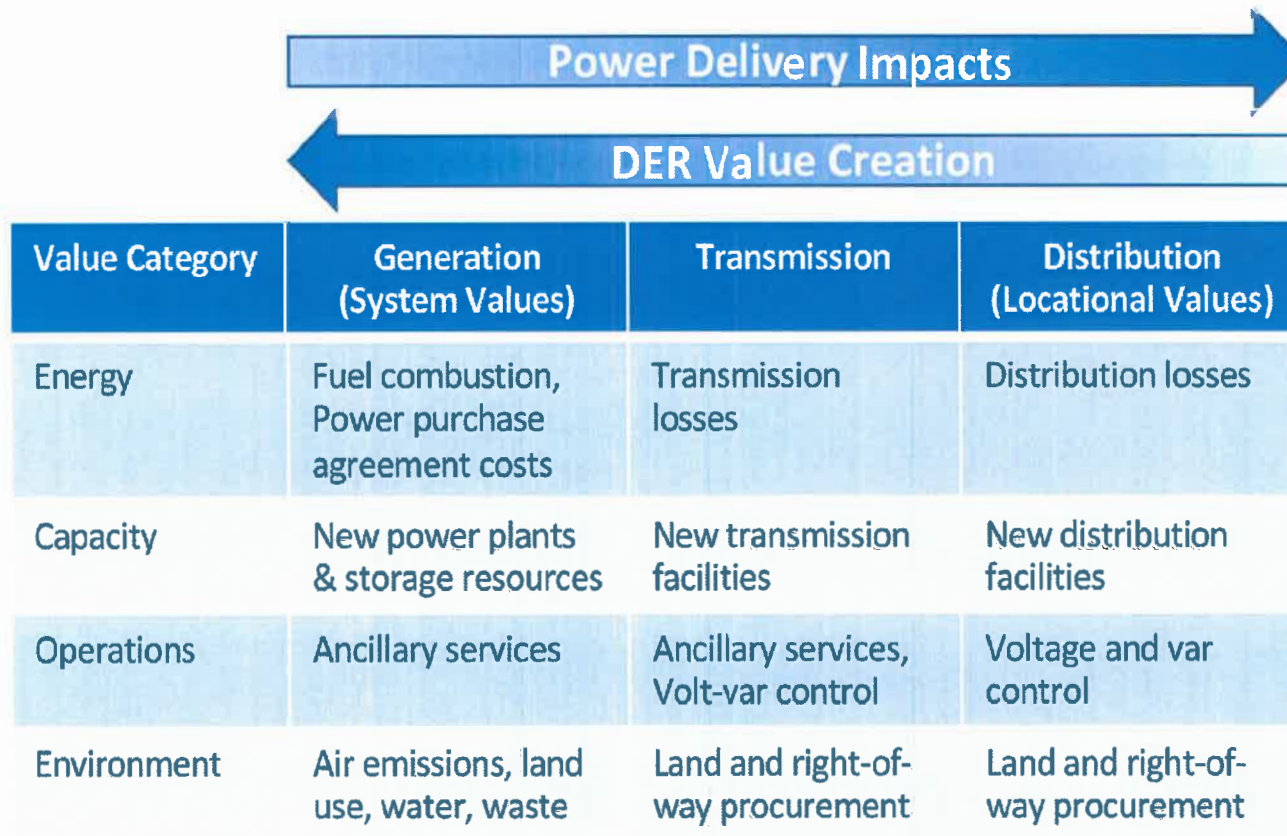 Power Delivery Impacts
DER Value Creation
Value Category
Generation
(System Values)
Transmission
Distribution
(Locational Values)
Energy
Fuel combustion,
Power purchase
agreement costs
Transmission
losses
Distribution losses
Capacity
New power plants
& storage resources
New transmission
facilities
New distribution
facilities
Operations
Ancillary services
Ancillary services,
Volt-var control
Voltage and var
control
Environment
Air emissions, land
use, water, waste
Land and right-of-
way procurement
Land and right-of-
way procurement